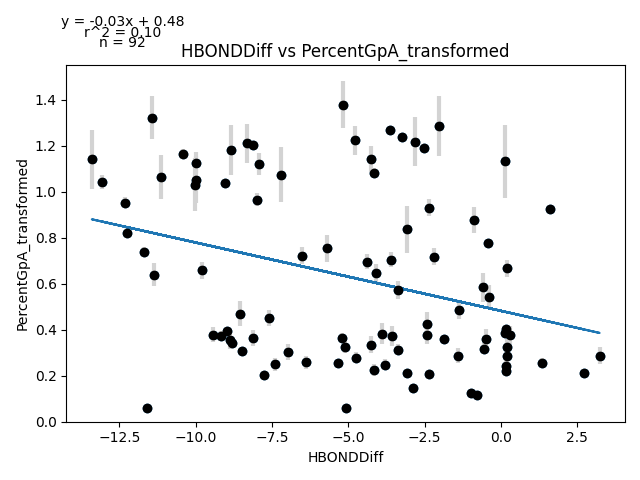 y = -0.03x + 0.48
r^2 = 0.10
n = 92
HBONDDiff vs PercentGpA_transformed
PercentGpA_transformed
1.4
1.2
1.0
0.8
0.6
0.4
0.2
0.0
−12.5 −10.0 −7.5 −5.0 −2.5 0.0 2.5
HBONDDiff